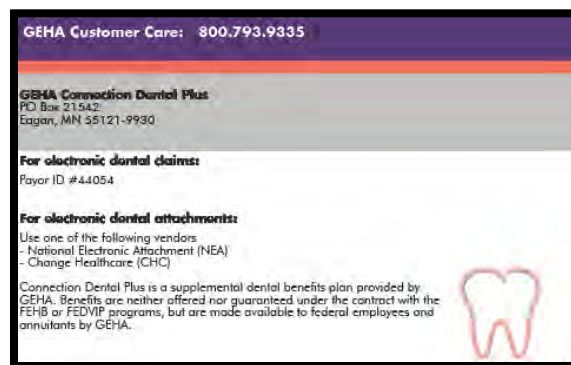 GEHA Customer Care: 800.793.9335
GEHA Connection Dental Plus
PO Box 21542
Eagan, MN 55121-9930
For electronic dental claims:
Payor ID #44054
For electronic dental attachments:
Use one of the following vendors
- National Electronic Attachment (NEA)
- Change Healthcare (CHC)
Connection Dental Plus is a supplemental dental benefits plan provided by
GEHA. Benefits are neither offered nor guaranteed under the contract with the
FEHB or FEDVIP programs, but are made available to federal employees and
annuitants by GEHA.